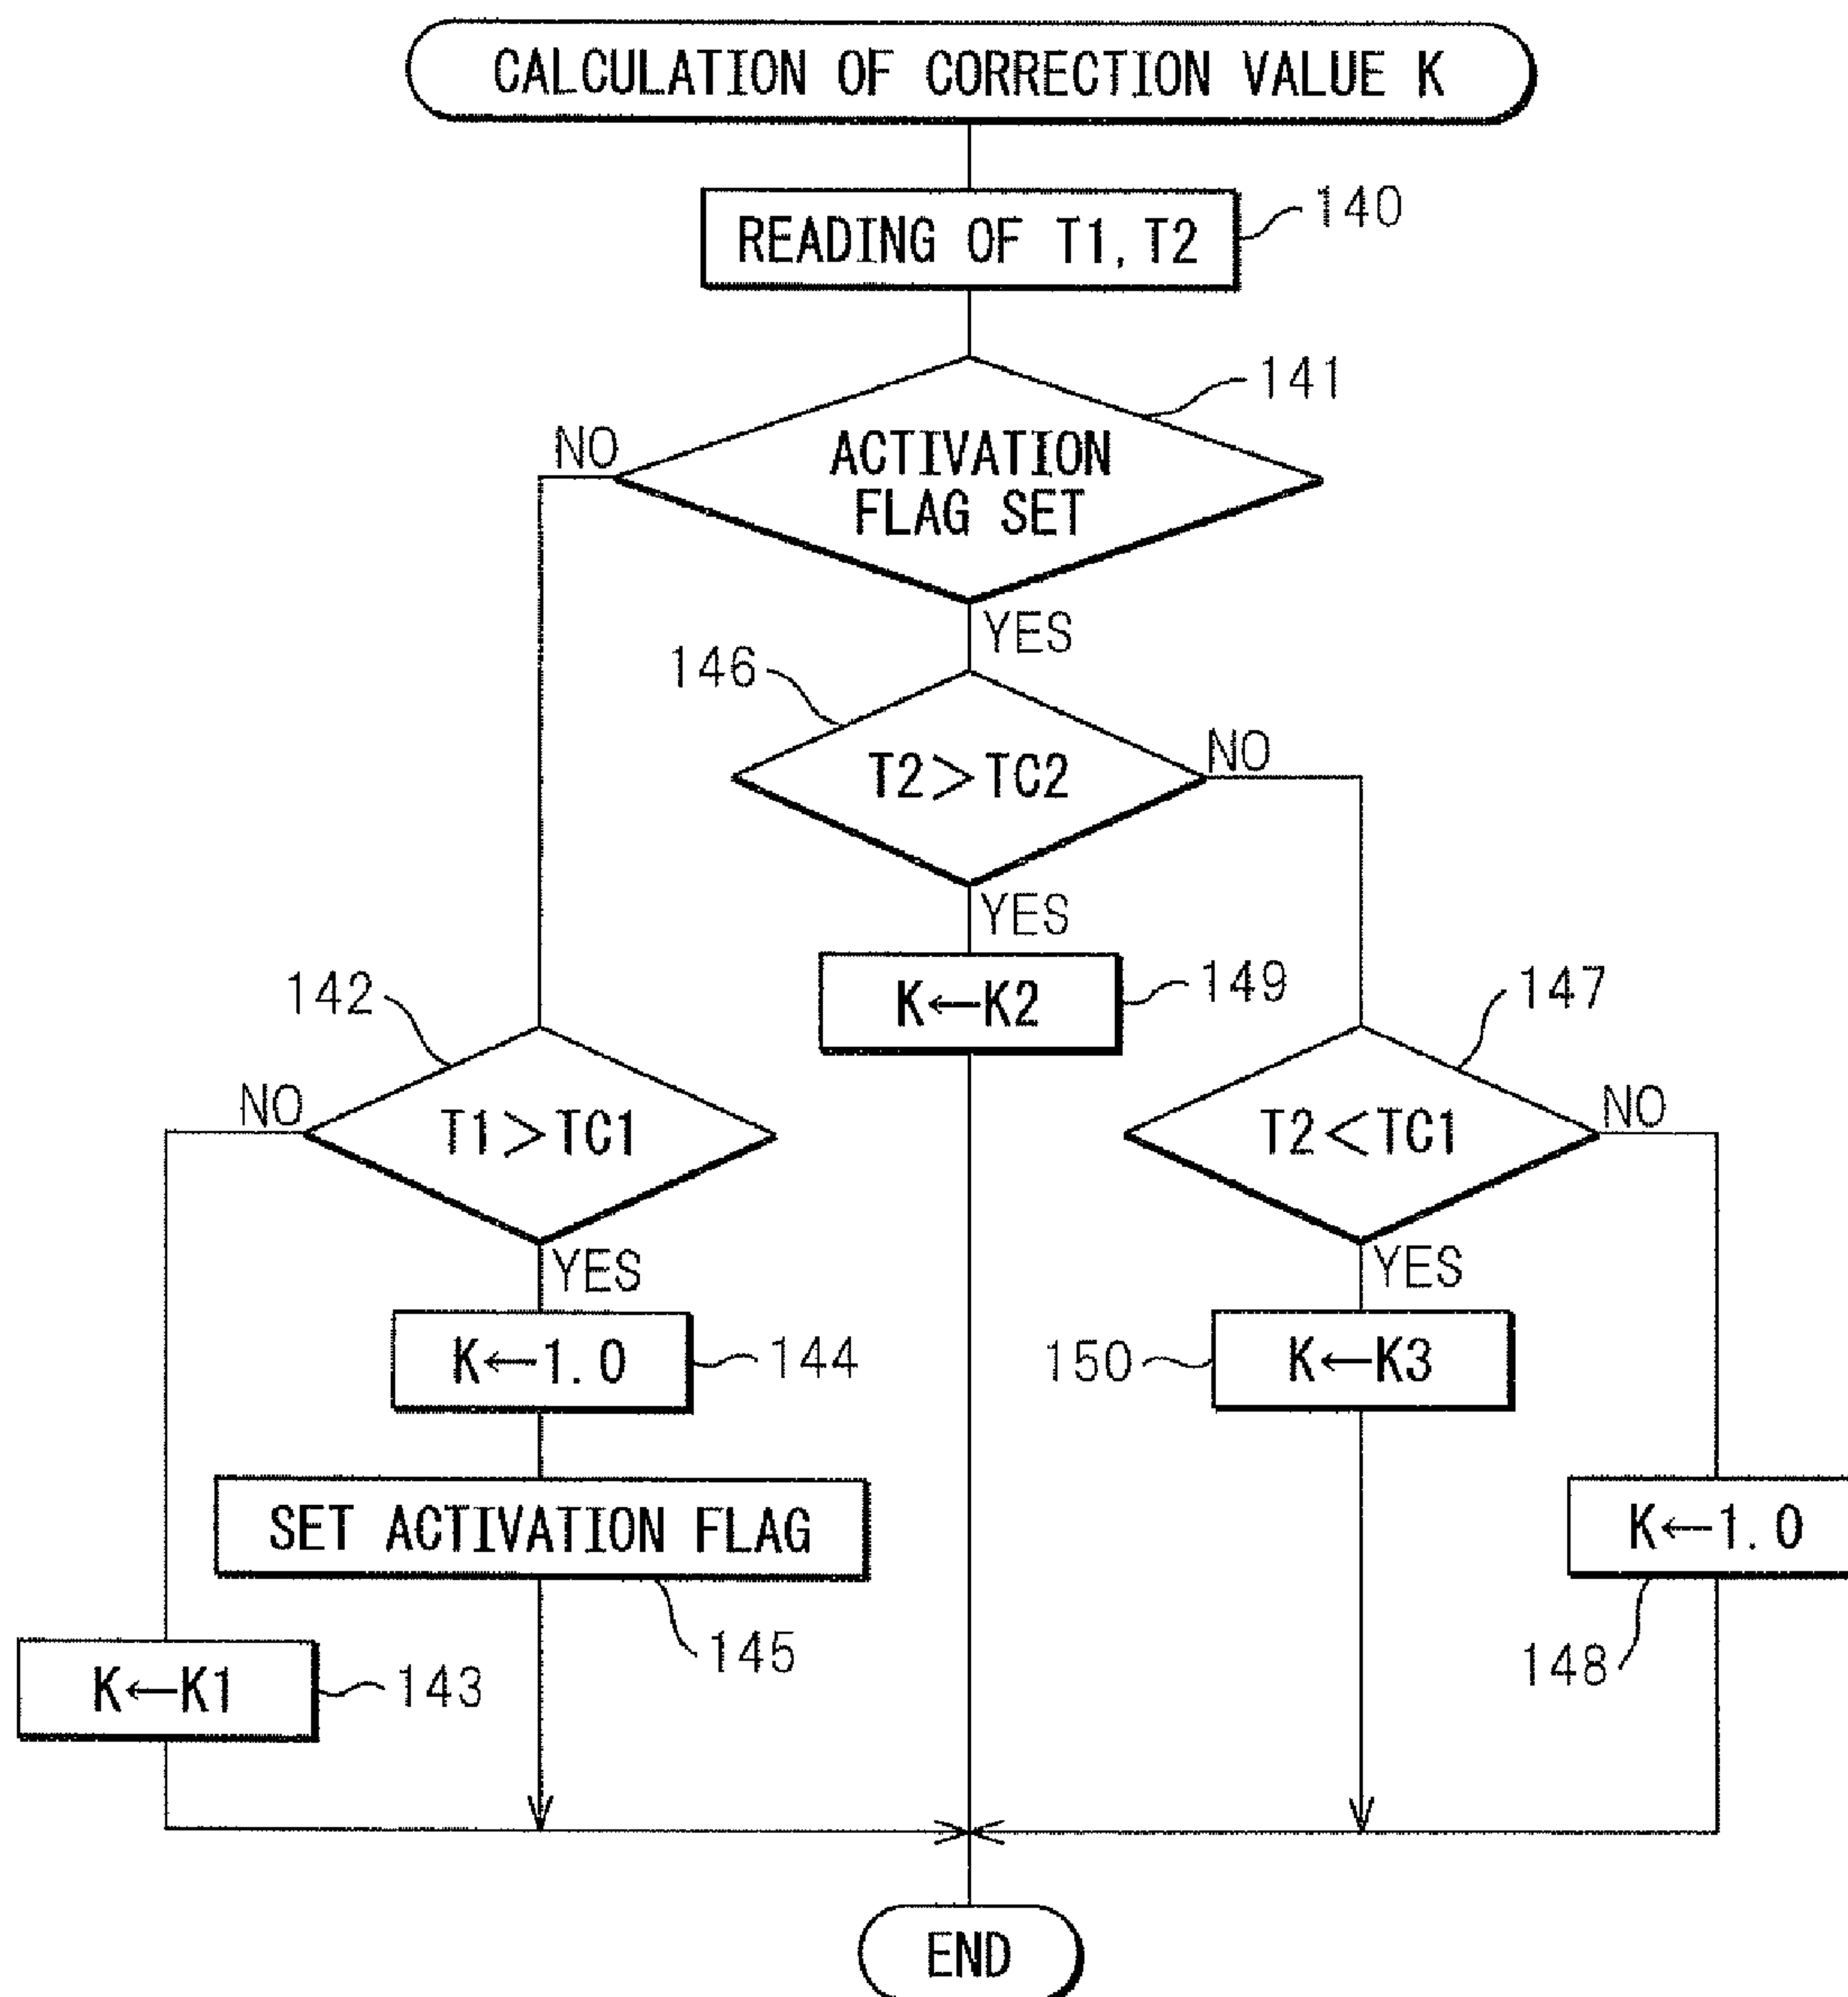 CALCULATION OF CORRECTION VALUE K
READING OF T1, T2
140
141
NO
ACTIVATION
FLAG SET
YES
146
T2>TC2
NO
YES
K←K2
149
142
147
NO
T1>TC1
T2<TC1
NO
YES
YES
K←1.0
144
150
K←K3
SET ACTIVATION FLAG
K←1.0
145
148
K←K1
143
END